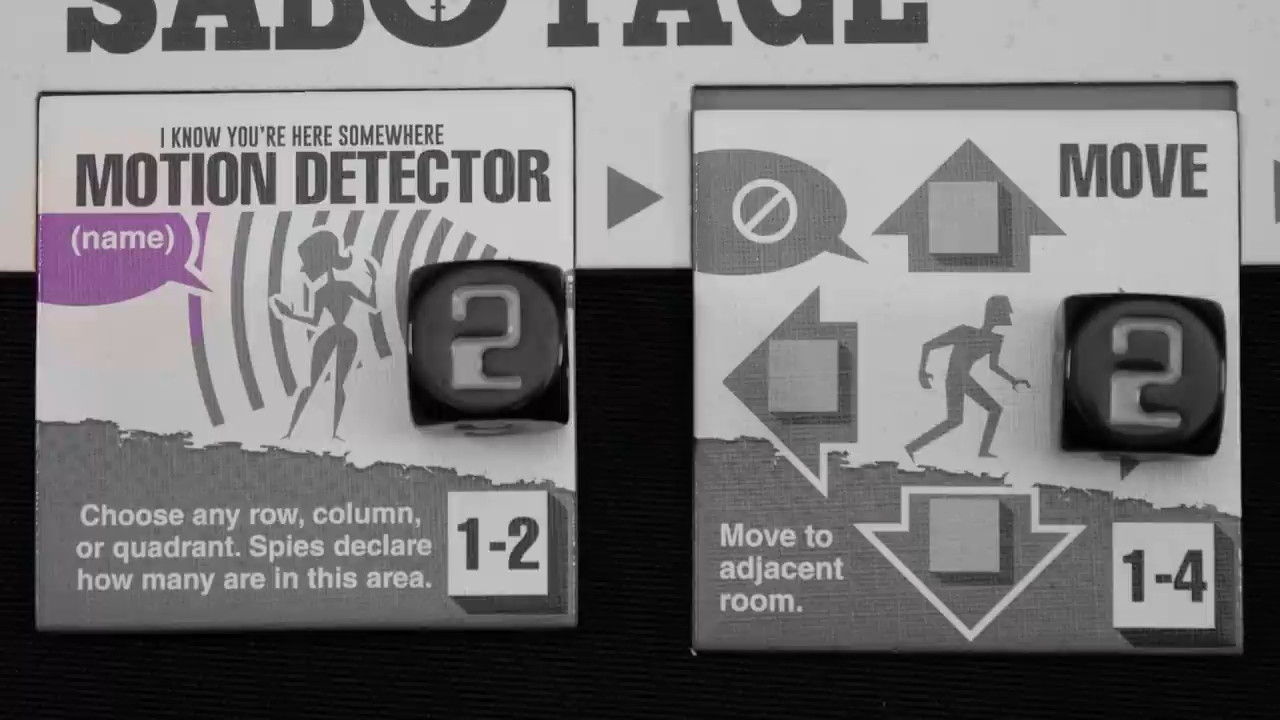 SABOTAGE
I KNOW YOU'RE HERE SOMEWHERE
MOTION DETECTOR
(name)
2
Choose any row, column,
or quadrant. Spies declare
how many are in this area.
1-2
MOVE
2
Move to
adjacent
room.
1-4